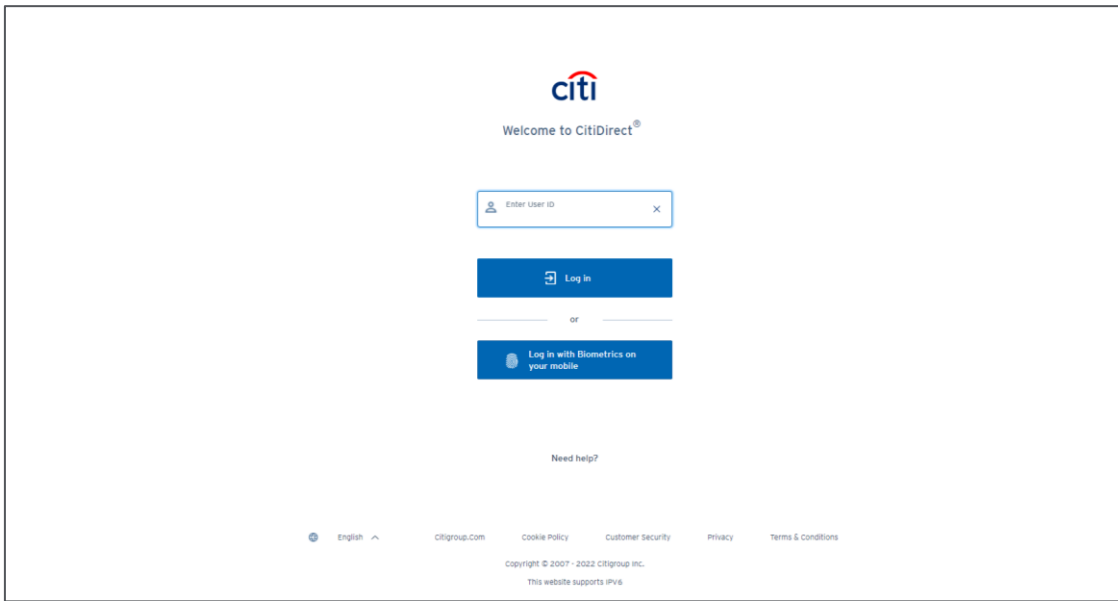 citi
Welcome to CitiDirect®
Enter User ID
Log in
or
Log in with Biometrics on
your mobile
Need help?
English Citigroup.Com Cookie Policy Customer Security Privacy Terms & Conditions
Copyright © 2007 - 2022 Citigroup Inc.
This website supports IPV6